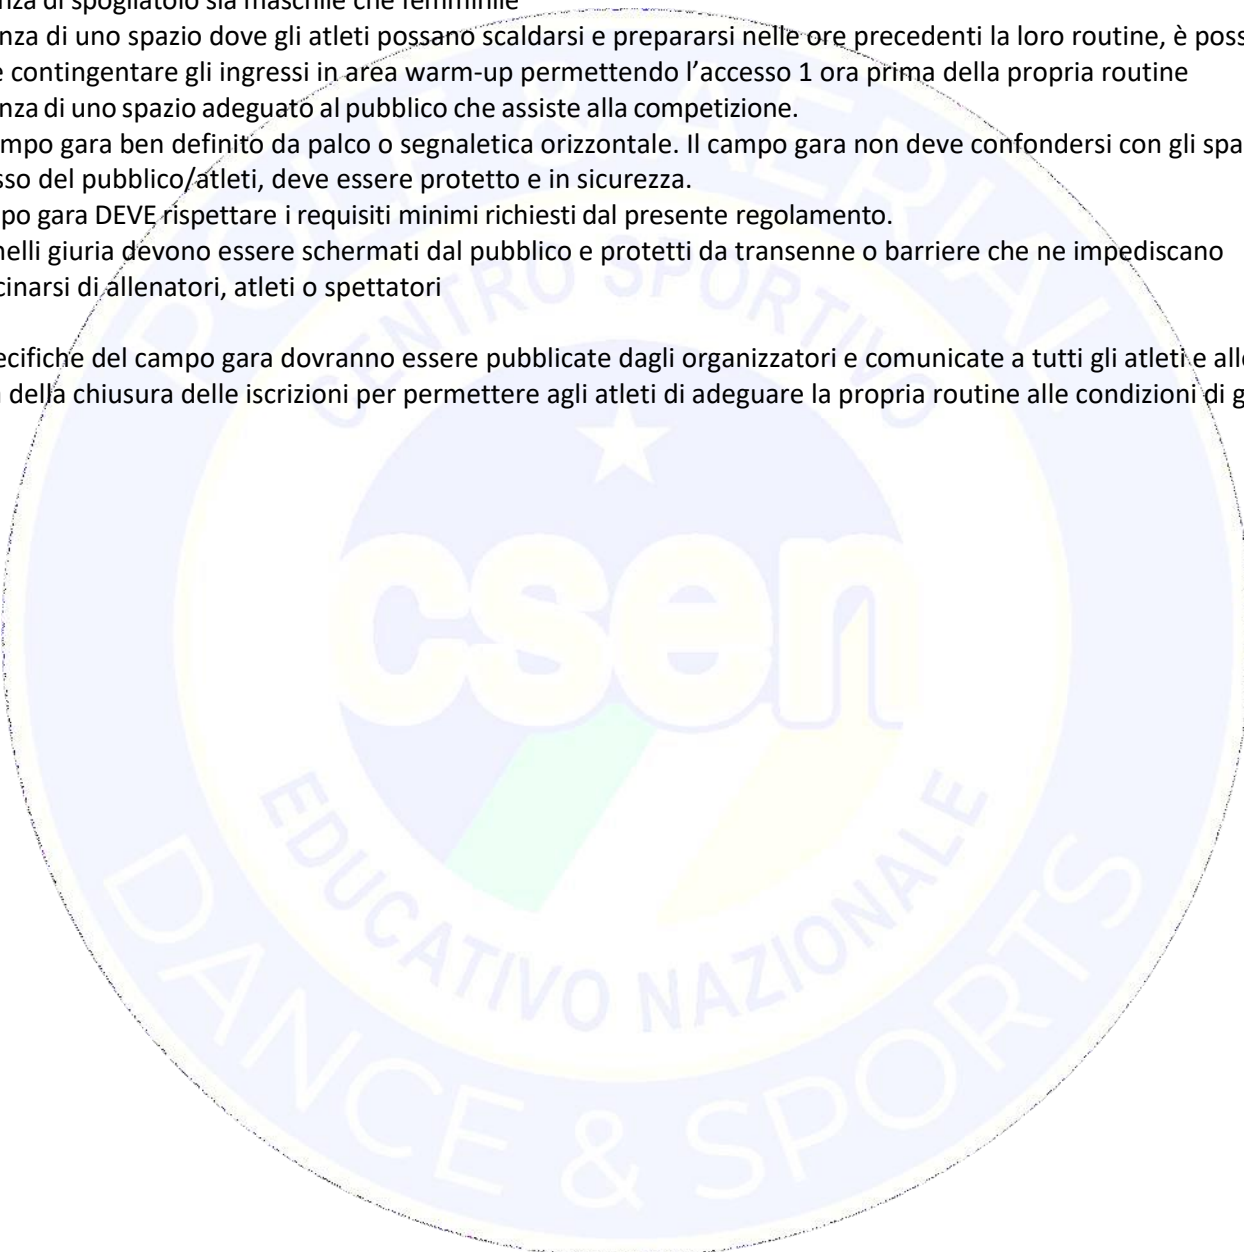 nza di spogliatoio sia maschile che femminile
nza di uno spazio dove gli atleti possano scaldarsi e prepararsi nelle ore precedenti la loro routine, è poss
e contingentare gli ingressi in area warm-up permettendo l’accesso 1 ora prima della propria routine
nza di uno spazio adeguato al pubblico che assiste alla competizione.
mpo gara ben definito da palco o segnaletica orizzontale. Il campo gara non deve confondersi con gli spa
sso del pubblico/atleti, deve essere protetto e in sicurezza.
po gara DEVE rispettare i requisiti minimi richiesti dal presente regolamento.
nelli giuria devono essere schermati dal pubblico e protetti da transenne o barriere che ne impediscano
cinarsi di allenatori, atleti o spettatori
ecifiche del campo gara dovranno essere pubblicate dagli organizzatori e comunicate a tutti gli atleti e alle
a della chiusura delle iscrizioni per permettere agli atleti di adeguare la propria routine alle condizioni di g
POLE & AERIAL
CENTRO SPORTIVO
csen
EDUCATIVO NAZIONALE
DANCE & SPORTS